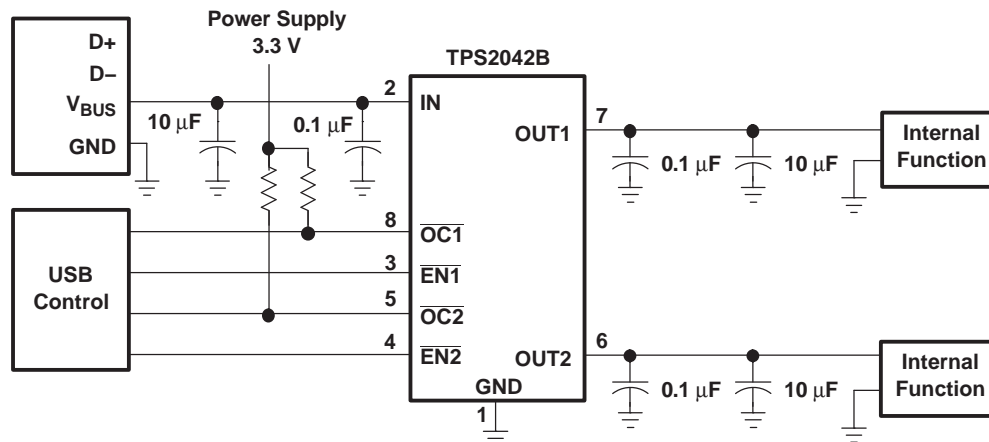 Power Supply
3.3 V
TPS2042B
D+
D−
V_BUS
GND
10 µF
0.1 µF
2
IN
OUT1
7
0.1 µF
10 µF
Internal
Function
USB
Control
8
OC1
3
EN1
5
OC2
4
EN2
OUT2
6
GND
1
0.1 µF
10 µF
Internal
Function